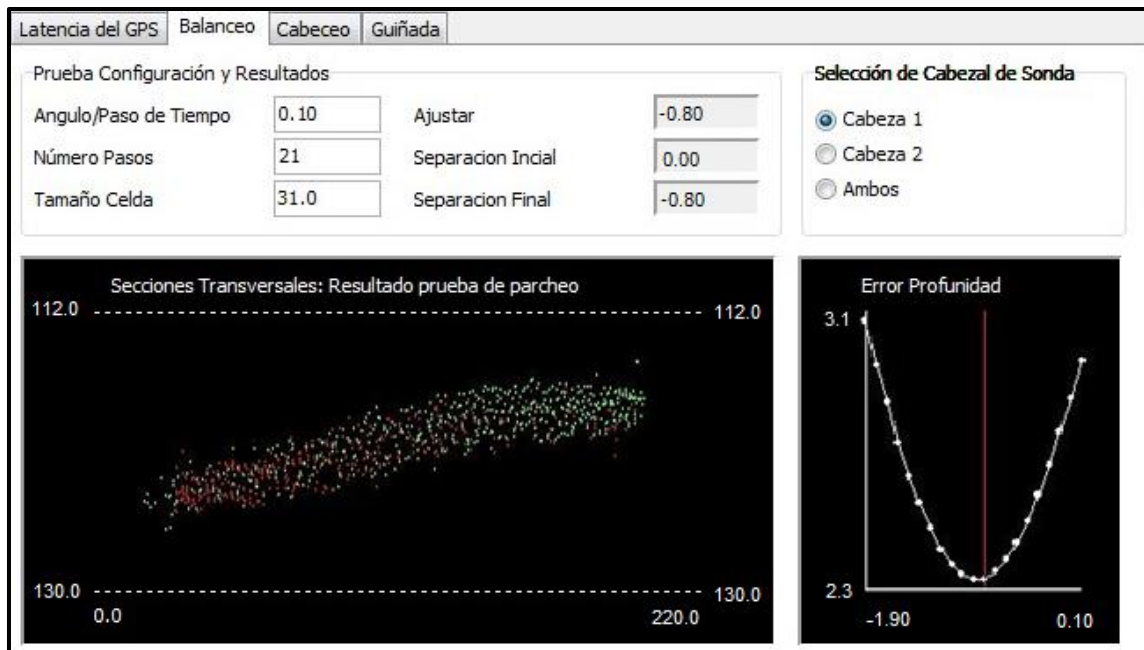 Latencia del GPS Balanceo Cabeceo Guiñada
Prueba Configuración y Resultados
Angulo/Paso de Tiempo 0.10 Ajustar -0.80
Número Pasos 21 Separacion Incial 0.00
Tamaño Celda 31.0 Separacion Final -0.80
Selección de Cabezal de Sonda
Cabeza 1
Cabeza 2
Ambos
Secciones Transversales: Resultado prueba de parcheo
112.0 112.0
130.0 130.0
0.0 220.0
Error Profunidad
3.1
2.3
-1.90 0.10